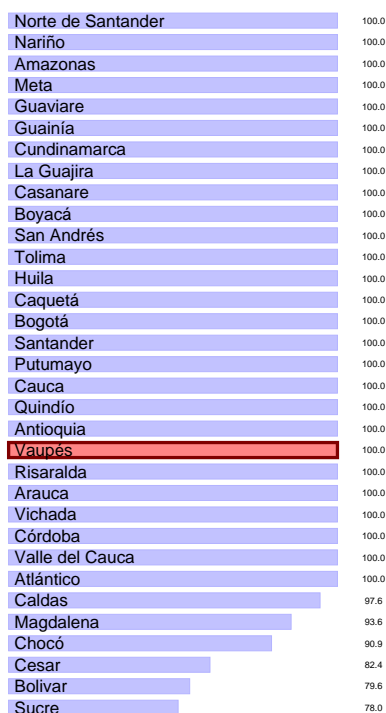 Norte de Santander 100.0
Nariño 100.0
Amazonas 100.0
Meta 100.0
Guaviare 100.0
Guainía 100.0
Cundinamarca 100.0
La Guajira 100.0
Casanare 100.0
Boyacá 100.0
San Andrés 100.0
Tolima 100.0
Huila 100.0
Caquetá 100.0
Bogotá 100.0
Santander 100.0
Putumayo 100.0
Cauca 100.0
Quindío 100.0
Antioquia 100.0
Vaupés 100.0
Risaralda 100.0
Arauca 100.0
Vichada 100.0
Córdoba 100.0
Valle del Cauca 100.0
Atlántico 100.0
Caldas 97.6
Magdalena 93.6
Chocó 90.9
Cesar 82.4
Bolivar 79.6
Sucre 78.0